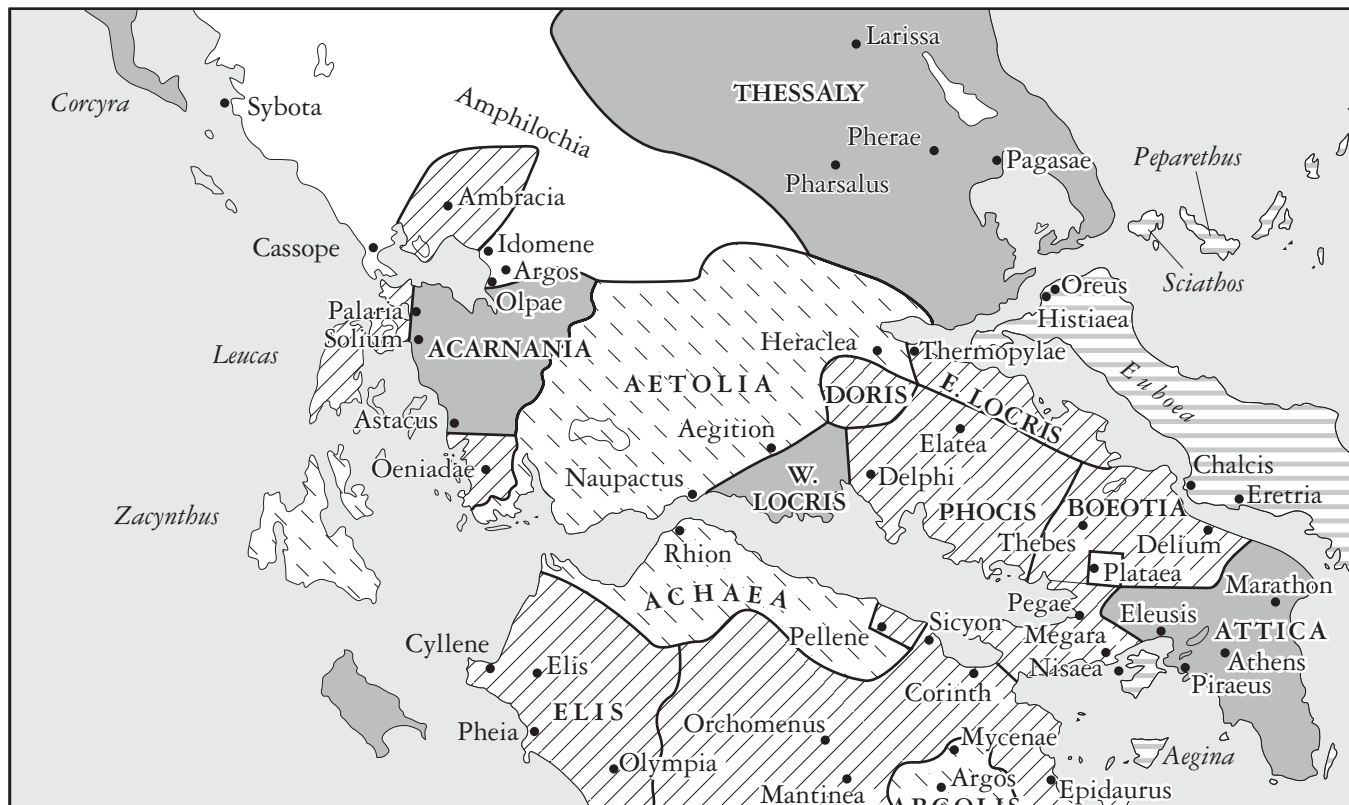 Larissa
Corcyra
THESSALY
Sybota
Amphilochia
Pherae
Peparethus
Pagasae
Pharsalus
Ambracia
Cassope
Idomene
Argos
Sciathos
Oreus
Olpae
Palaria
Histiaea
Solium
Leucas
ACARNANIA
Heraclea
Thermopylae
AETOLIA
DORIS
E. LOCRIS
Euboea
Astacus
Aegition
Elatea
Oeniadae
Naupactus
W.
LOCRIS
Delphi
Chalcis
Eretria
Zacynthus
PHOCIS
BOEOTIA
Rhion
Thebes
Delium
Plataea
ACHAEA
Marathon
Pegae
Eleusis
Pellene
Sicyon
Megara
ATTICA
Cyllene
Elis
Nisaea
Athens
Corinth
Piraeus
ELIS
Pheia
Orchomenus
Mycenae
Olympia
Aegina
Argos
Mantinea
Epidaurus
ARGOLIS